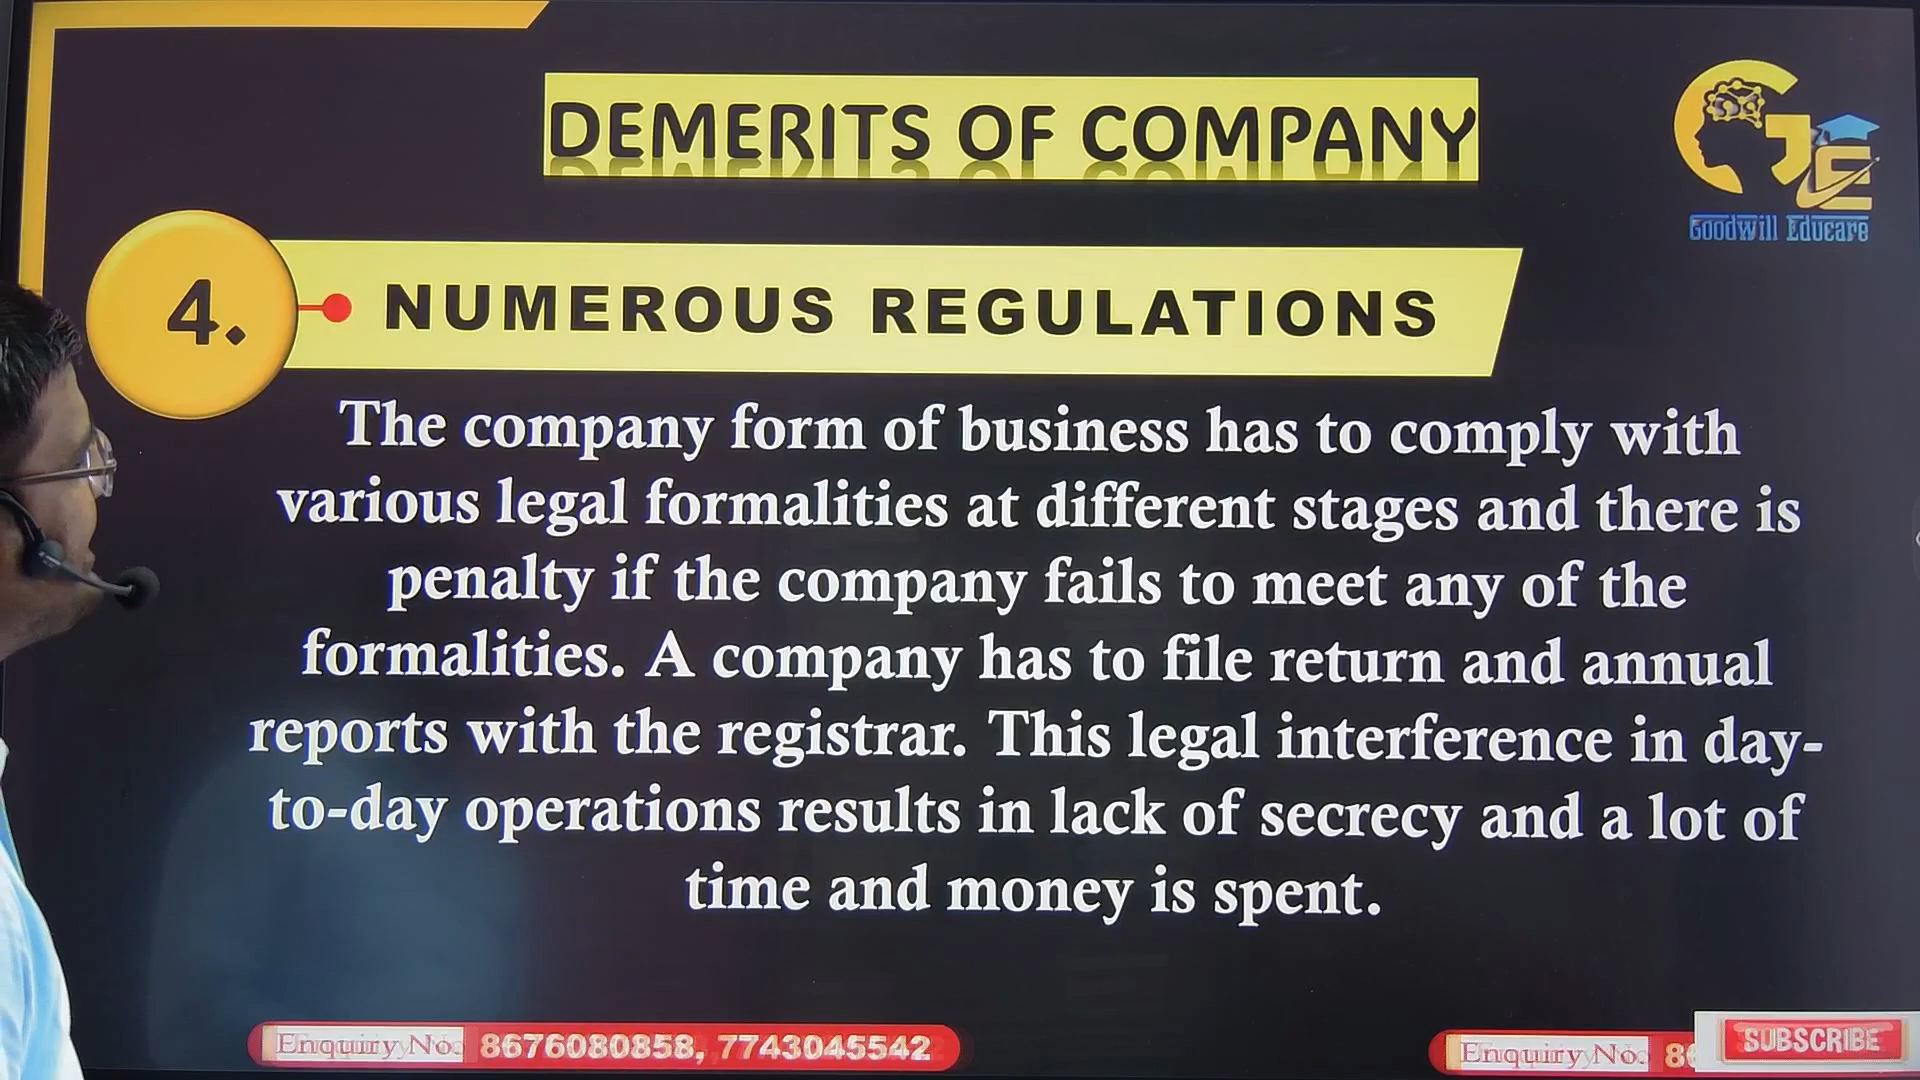 DEMERITS OF COMPANY
Goodwill Educare
4.
NUMEROUS REGULATIONS
The company form of business has to comply with
various legal formalities at different stages and there is
penalty if the company fails to meet any of the
formalities. A company has to file return and annual
reports with the registrar. This legal interference in day-
to-day operations results in lack of secrecy and a lot of
time and money is spent.
Enquiry No. 8676080858, 7743045542
Enquiry No. 86
SUBSCRIBE